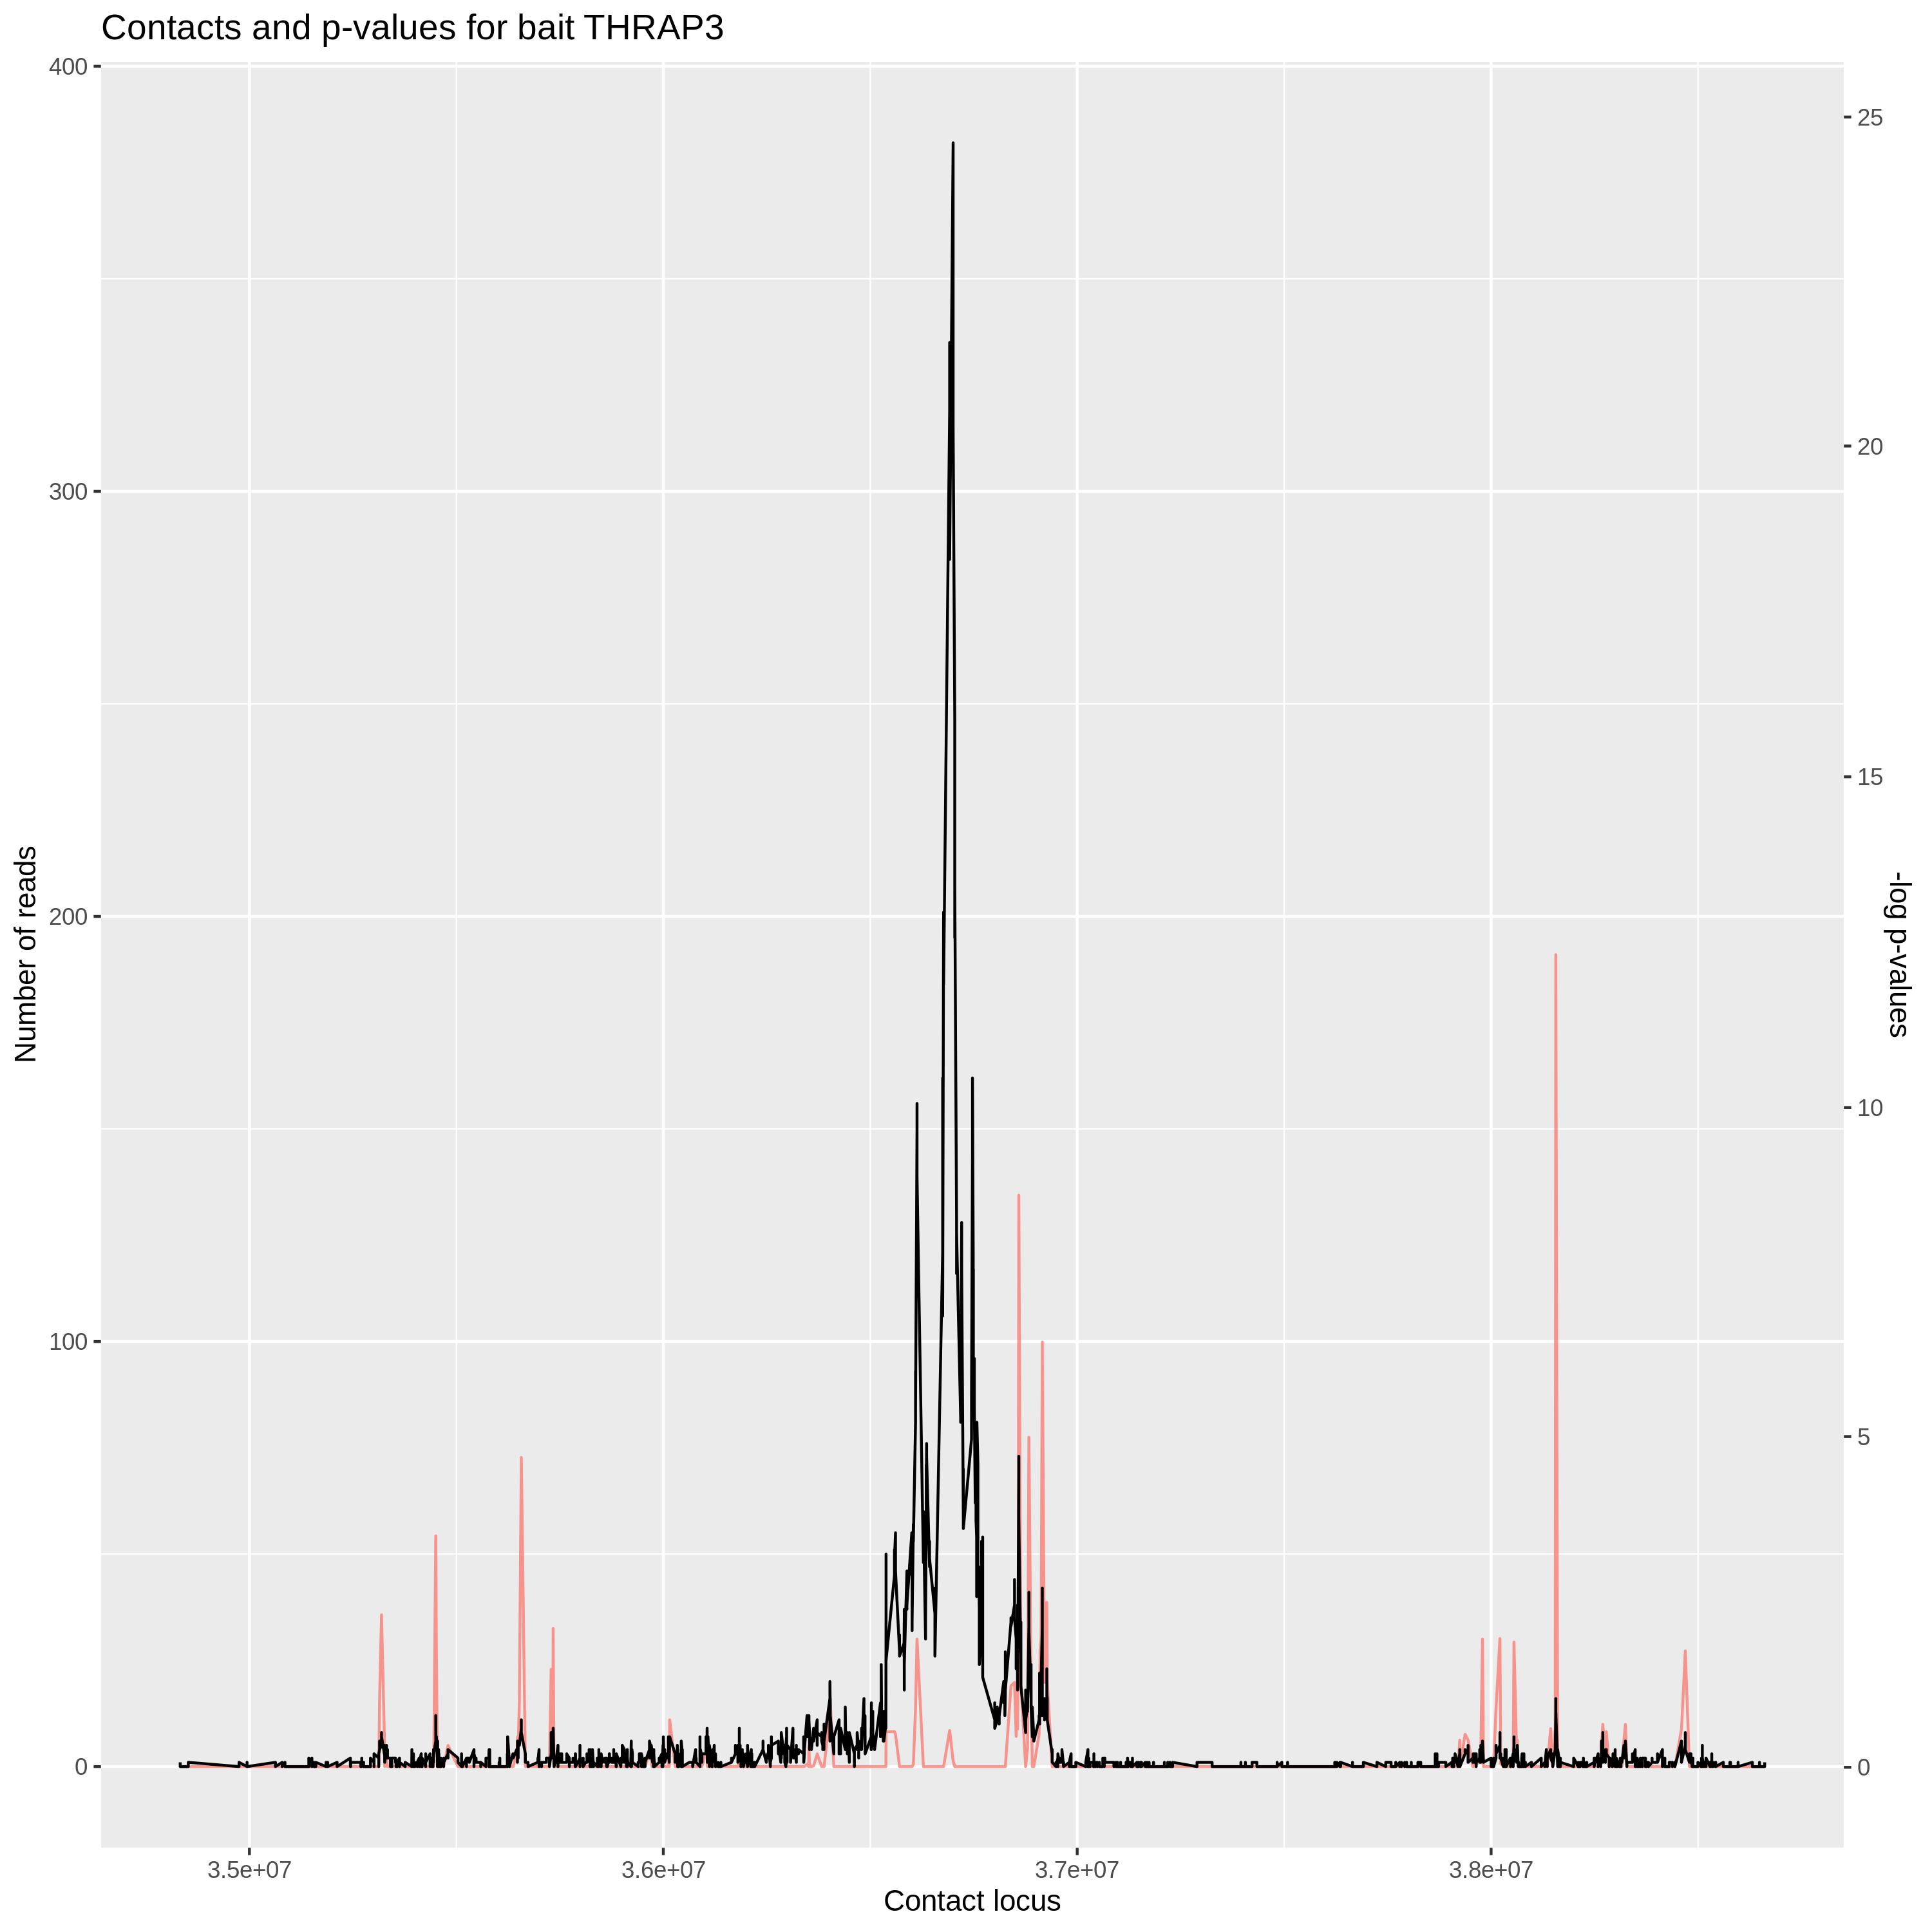 Contacts and p-values for bait THRAP3
400
300
200
100
0
Number of reads
25
20
15
10
5
0
-log p-values
3.5e+07
3.6e+07
3.7e+07
3.8e+07
Contact locus